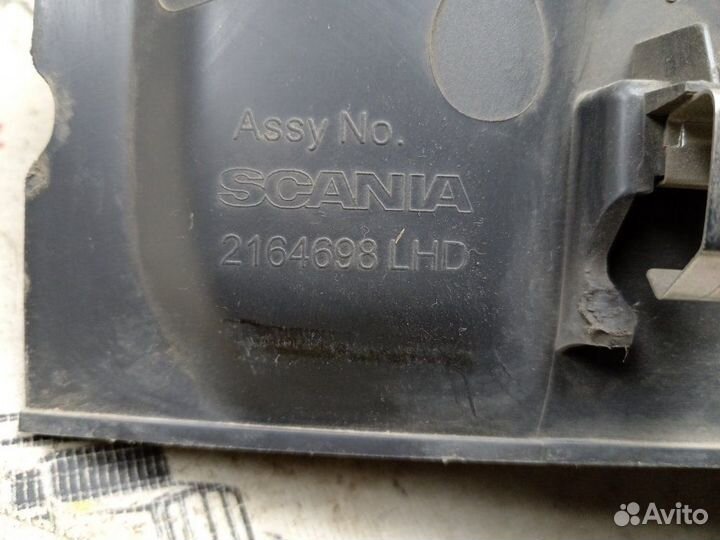 Assy No.
SCANIA
2164698 LHD
Avito